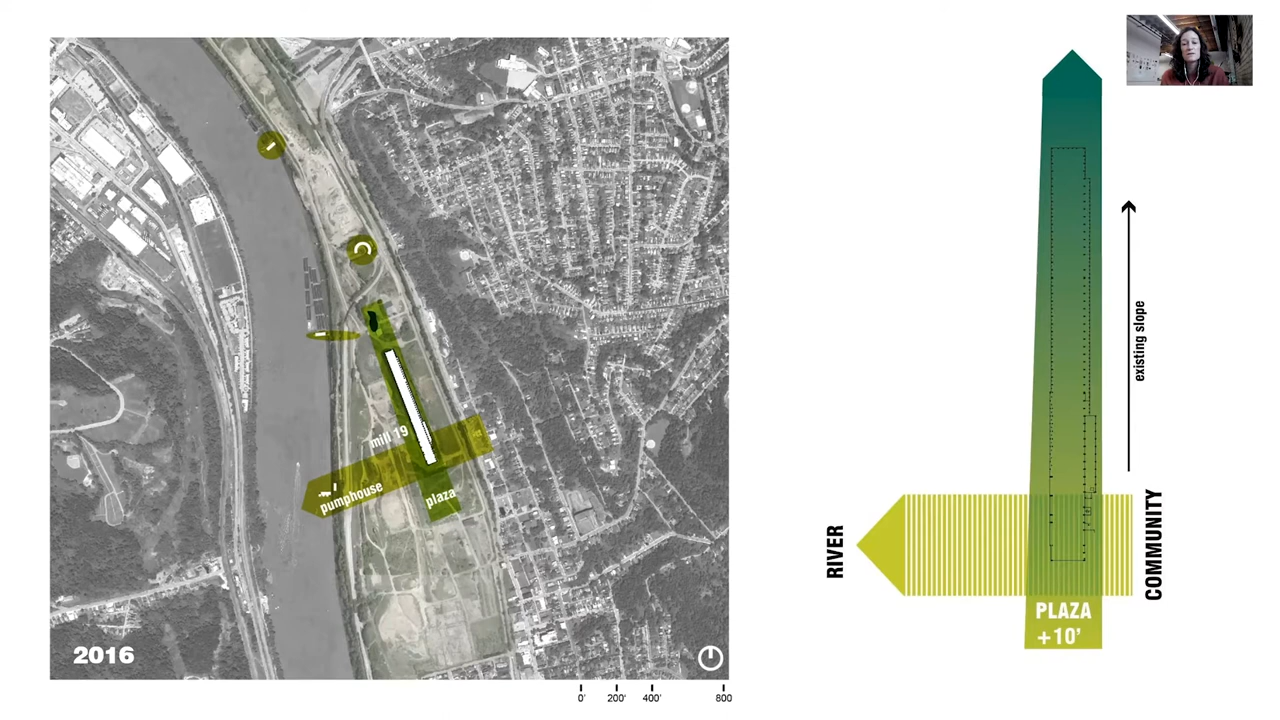 mill 19
pumphouse
plaza
2016
0' 200' 400' 800
existing slope
RIVER
COMMUNITY
PLAZA
+10'